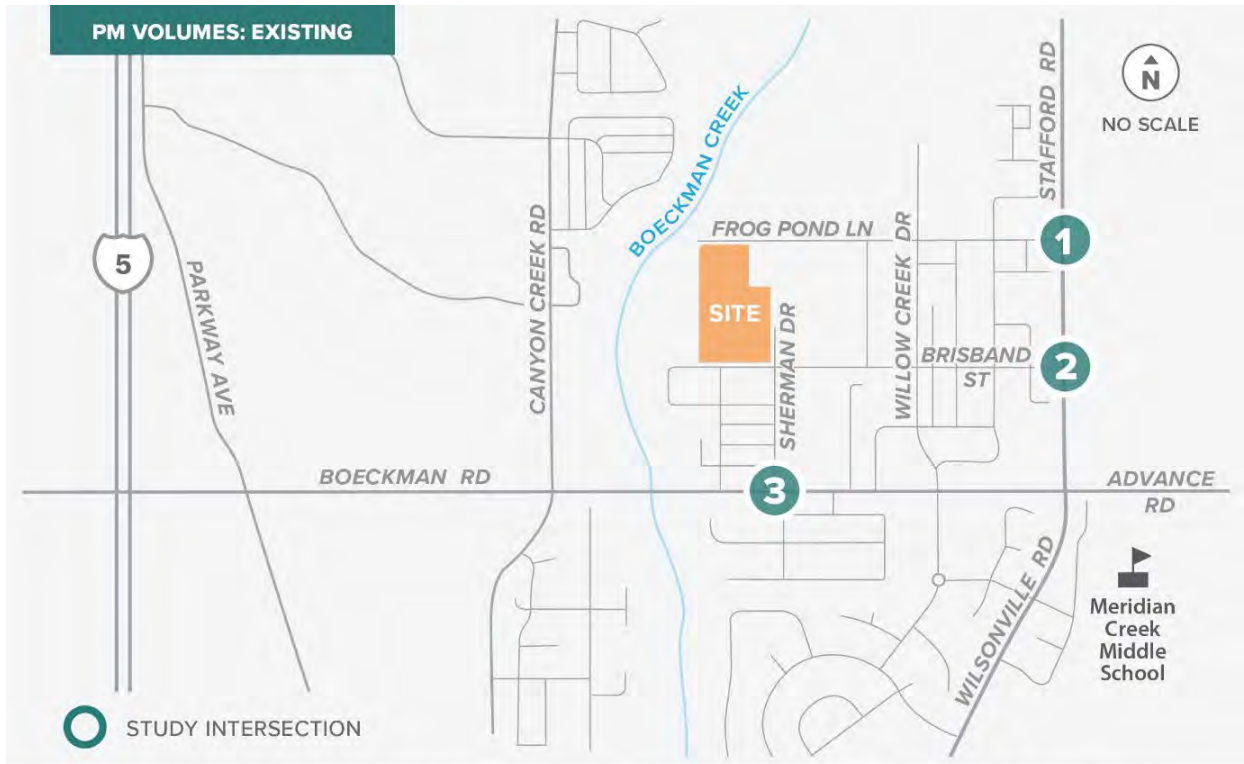 PM VOLUMES: EXISTING
STAFFORD RD
N
NO SCALE
BOECKMAN CREEK
CANYON CREEK RD
FROG POND LN
WILLOW CREEK DR
1
5
PARKWAY AVE
SITE
SHERMAN DR
BRISBAND
ST
2
BOECKMAN RD
3
ADVANCE
RD
WILSONVILLE RD
Meridian
Creek
Middle
School
STUDY INTERSECTION